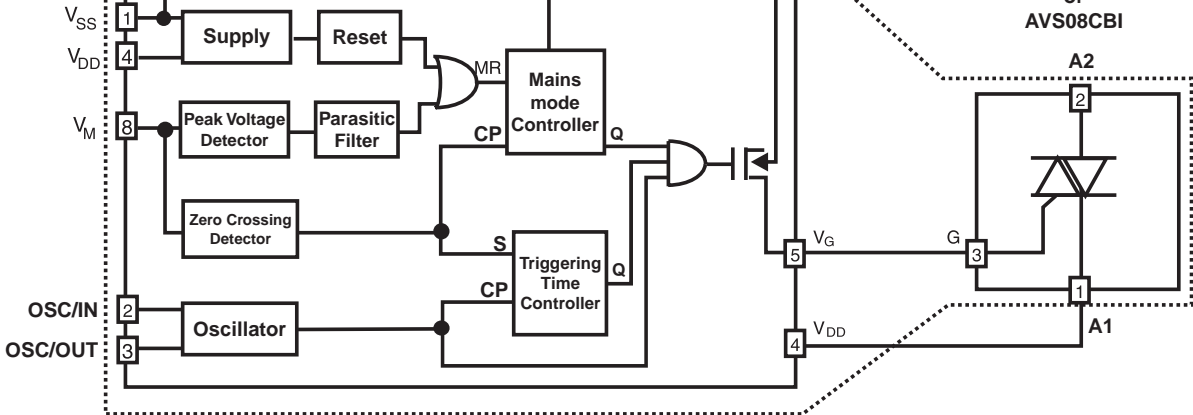 AVS08CBI
VSS
1
VDD
4
Supply
Reset
MR
Mains
mode
Controller
CP
Q
VM
8
Peak Voltage
Detector
Parasitic
Filter
Zero Crossing
Detector
S
Triggering
Time
Controller
CP
Q
OSC/IN
2
OSC/OUT
3
Oscillator
5
VG
4
VDD
A2
2
G
3
1
A1